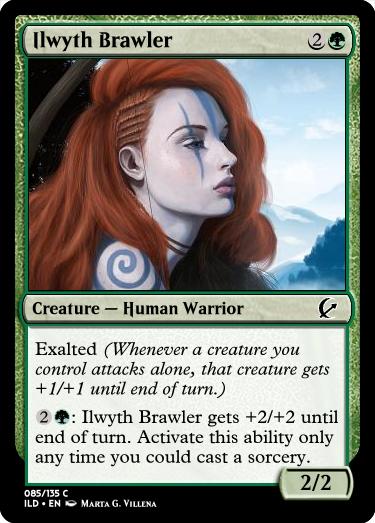 Ilwyth Brawler 2
Creature — Human Warrior
Exalted (Whenever a creature you
control attacks alone, that creature gets
+1/+1 until end of turn.)
2 : Ilwyth Brawler gets +2/+2 until
end of turn. Activate this ability only
any time you could cast a sorcery.
2/2
085/135 C
ILD • EN Marta G. Villena